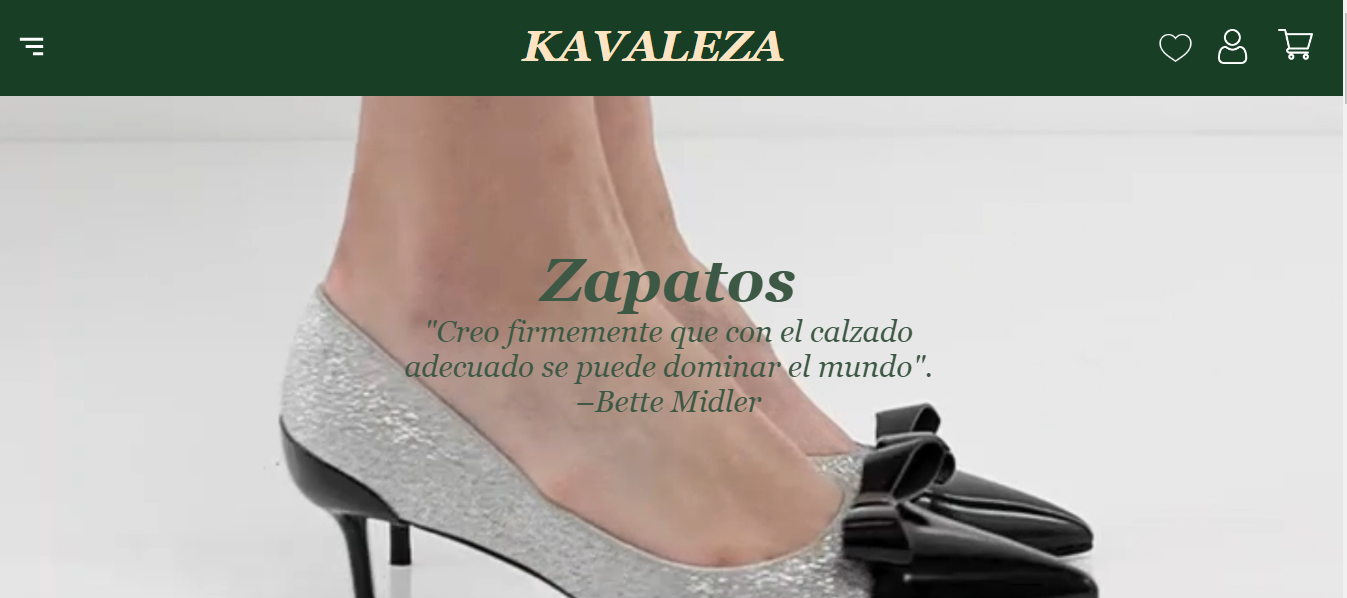 KAVALEZA
Zapatos
"Creo firmemente que con el calzado
adecuado se puede dominar el mundo".
–Bette Midler